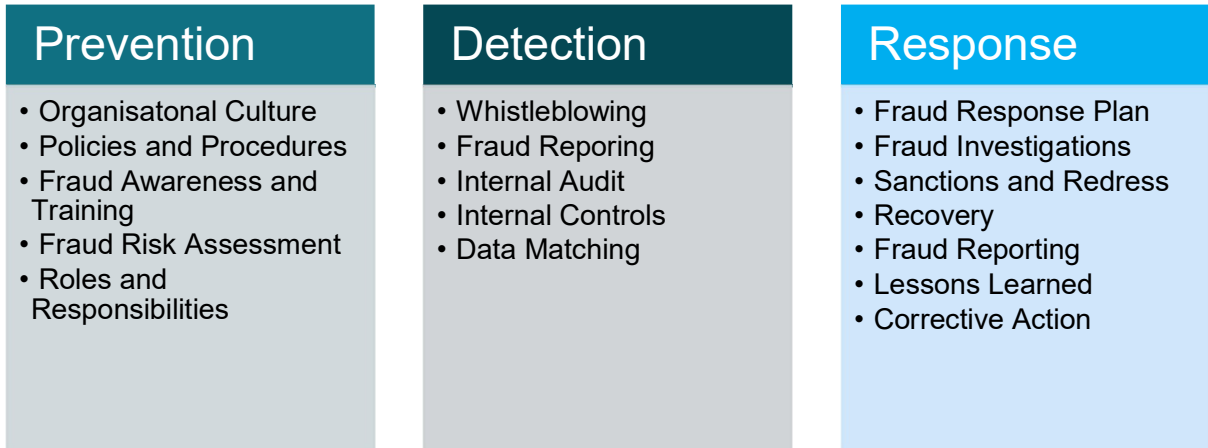 Prevention
• Organisatonal Culture
• Policies and Procedures
• Fraud Awareness and
Training
• Fraud Risk Assessment
• Roles and
Responsibilities
Detection
• Whistleblowing
• Fraud Reporing
• Internal Audit
• Internal Controls
• Data Matching
Response
• Fraud Response Plan
• Fraud Investigations
• Sanctions and Redress
• Recovery
• Fraud Reporting
• Lessons Learned
• Corrective Action